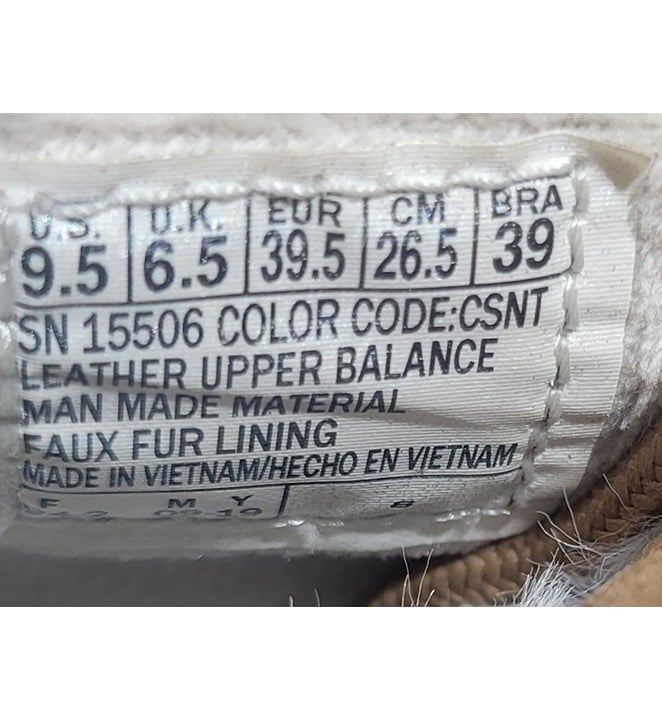 U.S. U.K. EUR CM BRA
9.5 6.5 39.5 26.5 39
SN 15506 COLOR CODE:CSNT
LEATHER UPPER BALANCE
MAN MADE MATERIAL
FAUX FUR LINING
MADE IN VIETNAM/HECHO EN VIETNAM
F M Y 8